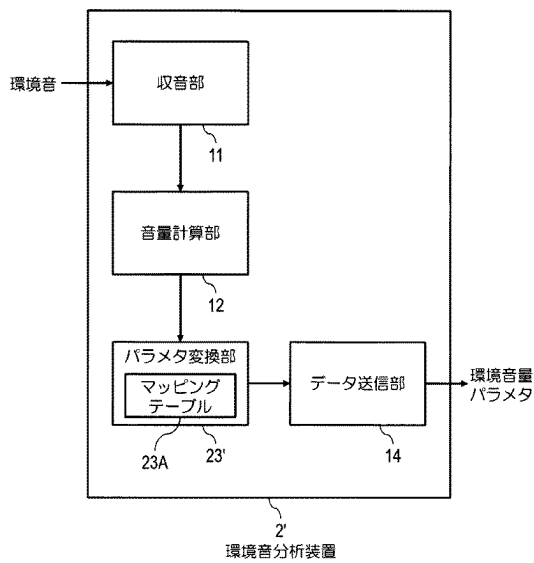 環境音
収音部
11
音量計算部
12
パラメタ変換部
マッピング
テーブル
23A
23'
データ送信部
14
環境音量
パラメタ
2'
環境音分析装置